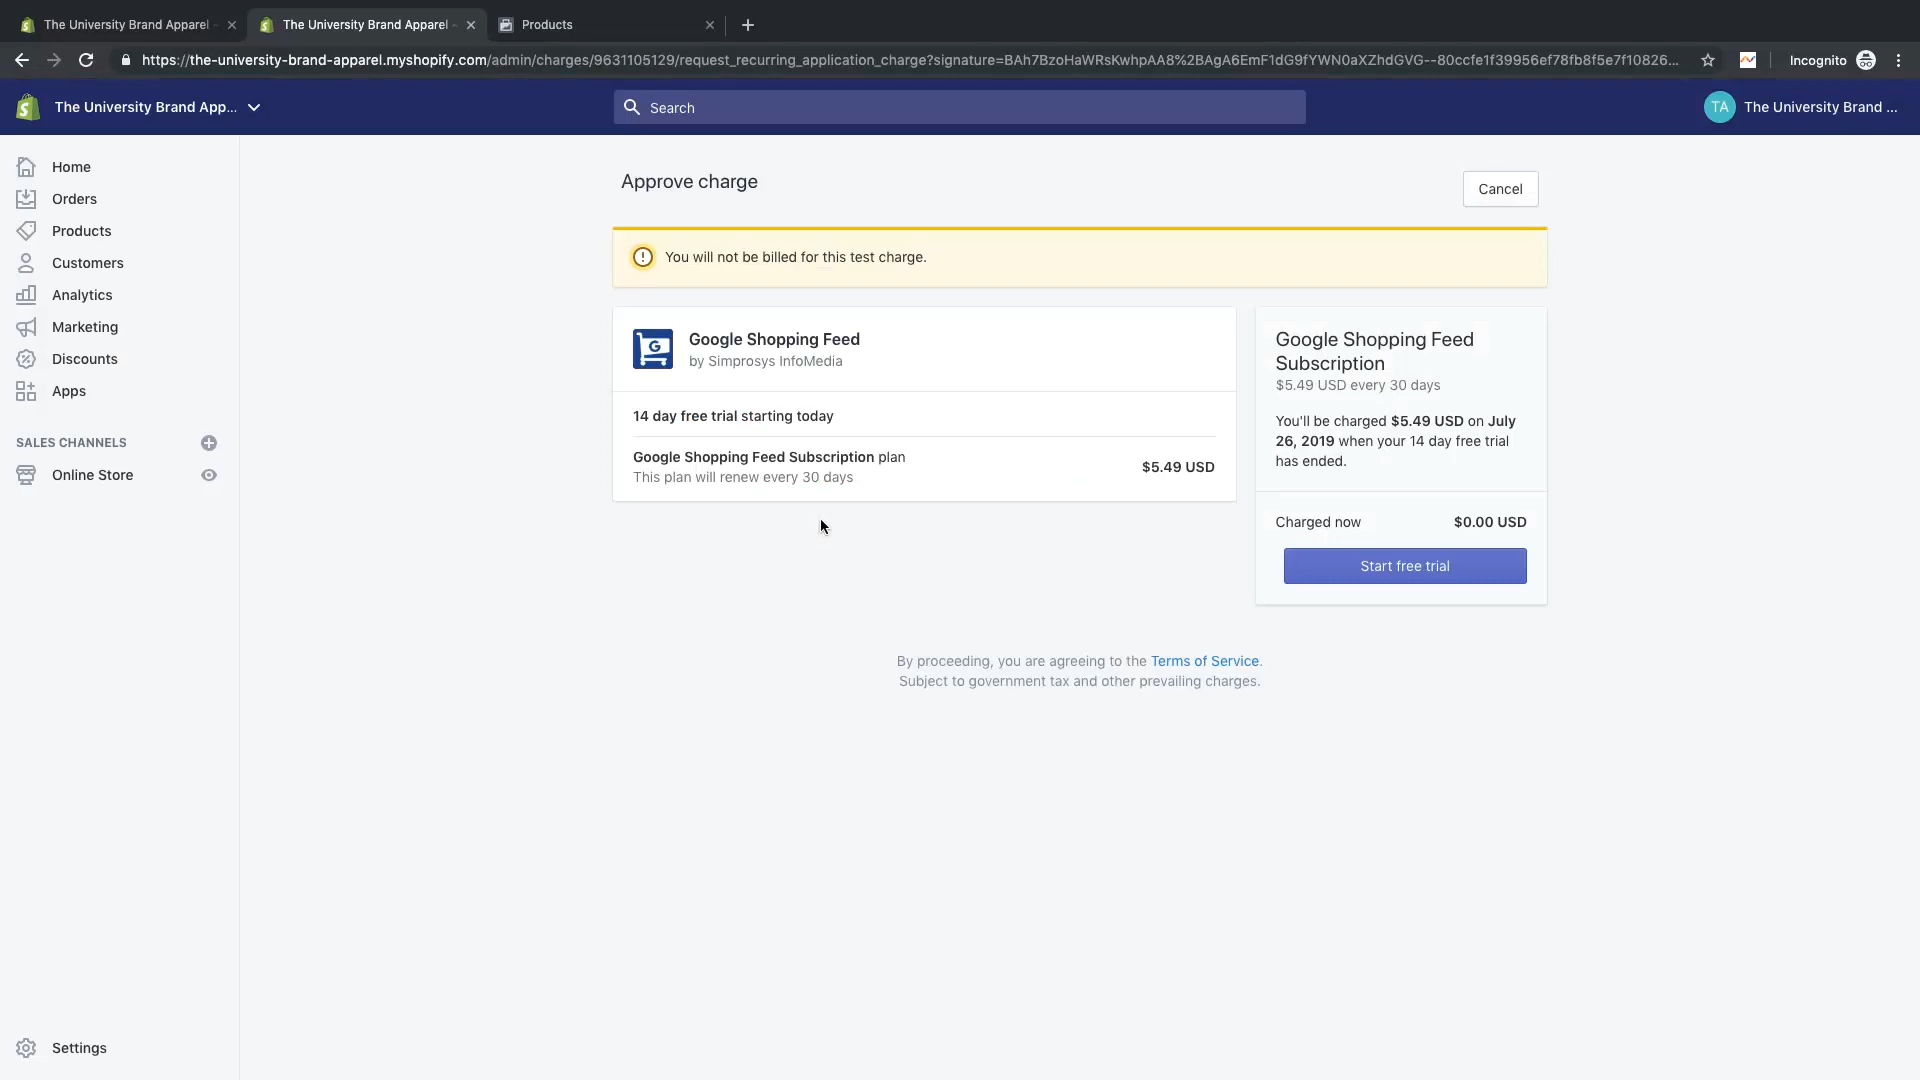 The University Brand Apparel -
The University Brand Apparel -
Products
https://the-university-brand-apparel.myshopify.com/admin/charges/9631105129/request_recurring_application_charge?signature=BAh7BzoHaWRsKwhpAA8%2BAgA6EmF1dG9fYWN0aXZhdGVG--80ccfe1f39956ef78fb8f5e7f10826...
Incognito
The University Brand App...
Search
TA
The University Brand ...
Home
Orders
Products
Customers
Analytics
Marketing
Discounts
Apps
SALES CHANNELS
Online Store
Settings
Approve charge
Cancel
You will not be billed for this test charge.
G
Google Shopping Feed
by Simprosys InfoMedia
14 day free trial starting today
Google Shopping Feed Subscription plan
This plan will renew every 30 days
$5.49 USD
Google Shopping Feed
Subscription
$5.49 USD every 30 days
You'll be charged $5.49 USD on July
26, 2019 when your 14 day free trial
has ended.
Charged now
$0.00 USD
Start free trial
By proceeding, you are agreeing to the Terms of Service.
Subject to government tax and other prevailing charges.